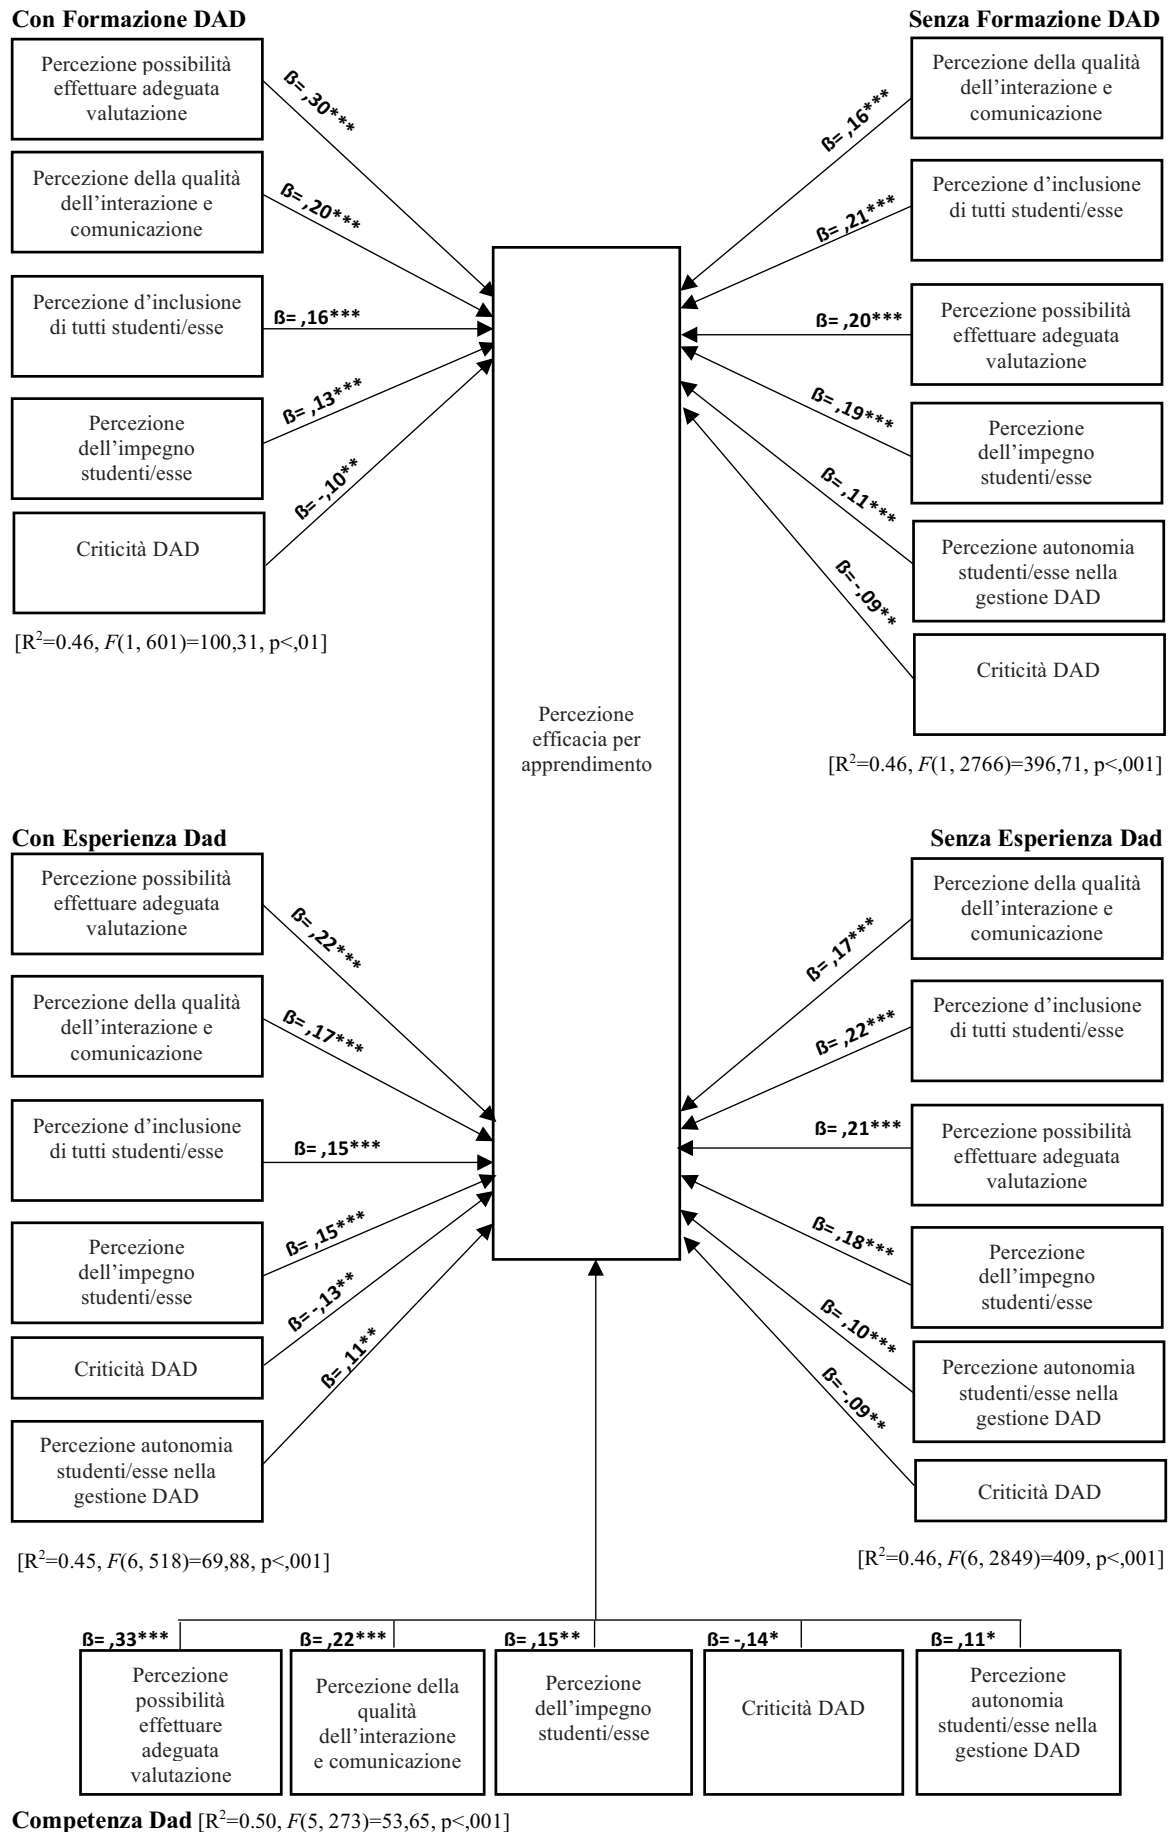 Con Formazione DAD
Percezione possibilità
effettuare adeguata
valutazione
ß= ,30***
Percezione della qualità
dell’interazione e
comunicazione
ß= ,20***
Percezione d’inclusione
di tutti studenti/esse
ß= ,16***
Percezione
dell’impegno
studenti/esse
ß= ,13***
Criticità DAD
ß= -,10**
[R²=0.46, F(1, 601)=100,31, p<,01]
Senza Formazione DAD
Percezione della qualità
dell’interazione e
comunicazione
ß= ,16***
Percezione d’inclusione
di tutti studenti/esse
ß= ,21***
Percezione possibilità
effettuare adeguata
valutazione
ß= ,20***
Percezione
dell’impegno
studenti/esse
ß= ,19***
Percezione autonomia
studenti/esse nella
gestione DAD
ß= ,11***
Criticità DAD
ß= -,09**
[R²=0.46, F(1, 2766)=396,71, p<,001]
Percezione
efficacia per
apprendimento
Con Esperienza Dad
Percezione possibilità
effettuare adeguata
valutazione
ß= ,22***
Percezione della qualità
dell’interazione e
comunicazione
ß= ,17***
Percezione d’inclusione
di tutti studenti/esse
ß= ,15***
Percezione
dell’impegno
studenti/esse
ß= ,15***
Criticità DAD
ß= -,13**
Percezione autonomia
studenti/esse nella
gestione DAD
ß= ,11**
[R²=0.45, F(6, 518)=69,88, p<,001]
Senza Esperienza Dad
Percezione della qualità
dell’interazione e
comunicazione
ß= ,17***
Percezione d’inclusione
di tutti studenti/esse
ß= ,22***
Percezione possibilità
effettuare adeguata
valutazione
ß= ,21***
Percezione
dell’impegno
studenti/esse
ß= ,18***
Percezione autonomia
studenti/esse nella
gestione DAD
ß= ,10***
Criticità DAD
ß= -,09**
[R²=0.46, F(6, 2849)=409, p<,001]
ß= ,33***
Percezione
possibilità
effettuare
adeguata
valutazione
ß= ,22***
Percezione della
qualità
dell’interazione
e comunicazione
ß= ,15**
Percezione
dell’impegno
studenti/esse
ß= -,14*
Criticità DAD
ß= ,11*
Percezione
autonomia
studenti/esse nella
gestione DAD
Competenza Dad [R²=0.50, F(5, 273)=53,65, p<,001]